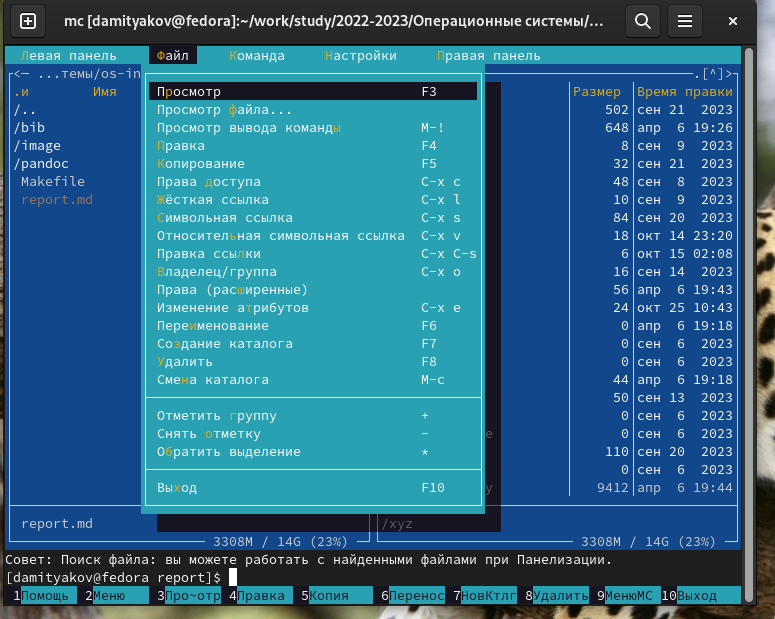 mc [damityakov@fedora]:~/work/study/2022-2023/Операционные системы/...
Левая панель Файл Команда Настройки Правая панель
<— ...темы/os-in .[^]>
.и Имя Размер Время правки
Просмотр F3
/.. Просмотр файла... 502 сен 21 2023
/bib Просмотр вывода команды M-! 648 апр 6 19:26
/image Правка F4 8 сен 9 2023
/pandoc Копирование F5 32 сен 21 2023
Makefile Права доступа C-x c 48 сен 8 2023
report.md Жёсткая ссылка C-x l 10 сен 9 2023
Символьная ссылка C-x s 84 сен 20 2023
Относительная символьная ссылка C-x v 18 окт 14 23:20
Правка ссылки C-x C-s 6 окт 15 02:08
Владелец/группа C-x o 16 сен 14 2023
Права (расширенные) 56 апр 6 19:43
Изменение атрибутов C-x e 24 окт 25 10:43
Переименование F6 0 апр 6 19:18
Создание каталога F7 0 сен 6 2023
Удалить F8 0 сен 6 2023
Смена каталога M-c 44 апр 6 19:18
50 сен 13 2023
Отметить группу + 0 сен 6 2023
Снять отметку - e 0 сен 6 2023
Обратить выделение * 110 сен 20 2023
0 сен 6 2023
Выход F10 y 9412 апр 6 19:44
report.md /xyz
3308M / 14G (23%) 3308M / 14G (23%)
Совет: Поиск файла: вы можете работать с найденными файлами при Панелизации.
[damityakov@fedora report]$
1Помощь 2Меню 3Про~отр 4Правка 5Копия 6Перенос 7НовКтлг 8Удалить 9МенюMC 10Выход